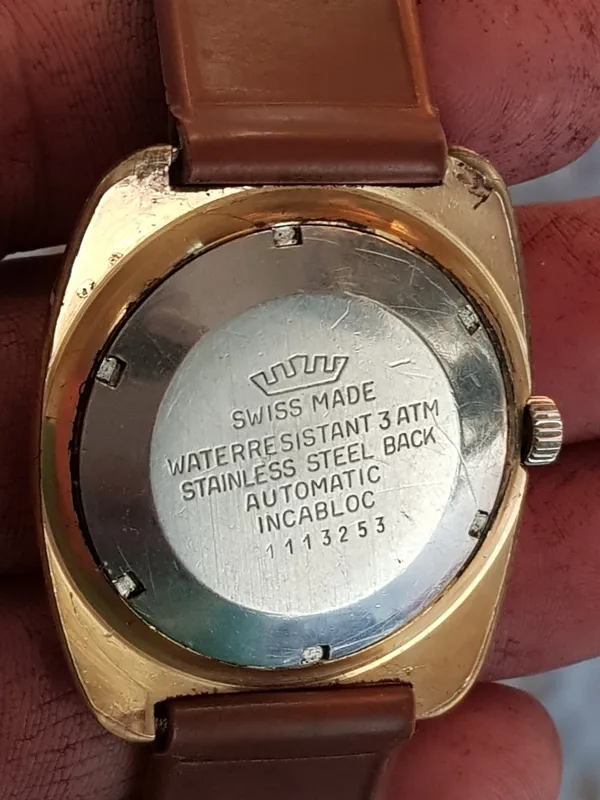 SWISS MADE
WATERRESISTANT 3 ATM
STAINLESS STEEL BACK
AUTOMATIC
INCABLOC
1113253